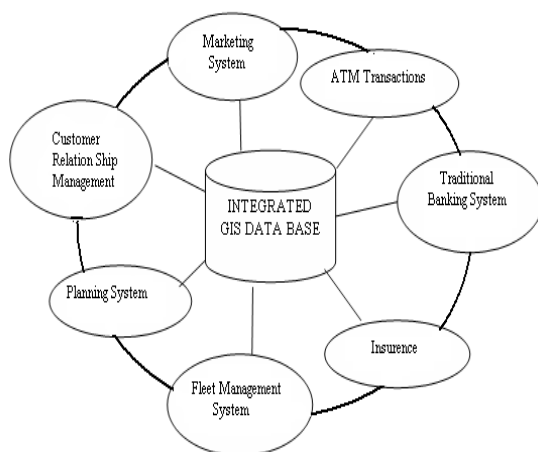 Marketing
System
ATM Transactions
Customer
Relation Ship
Management
Traditional
Banking System
INTEGRATED
GIS DATA BASE
Planning System
Insurence
Fleet Management
System